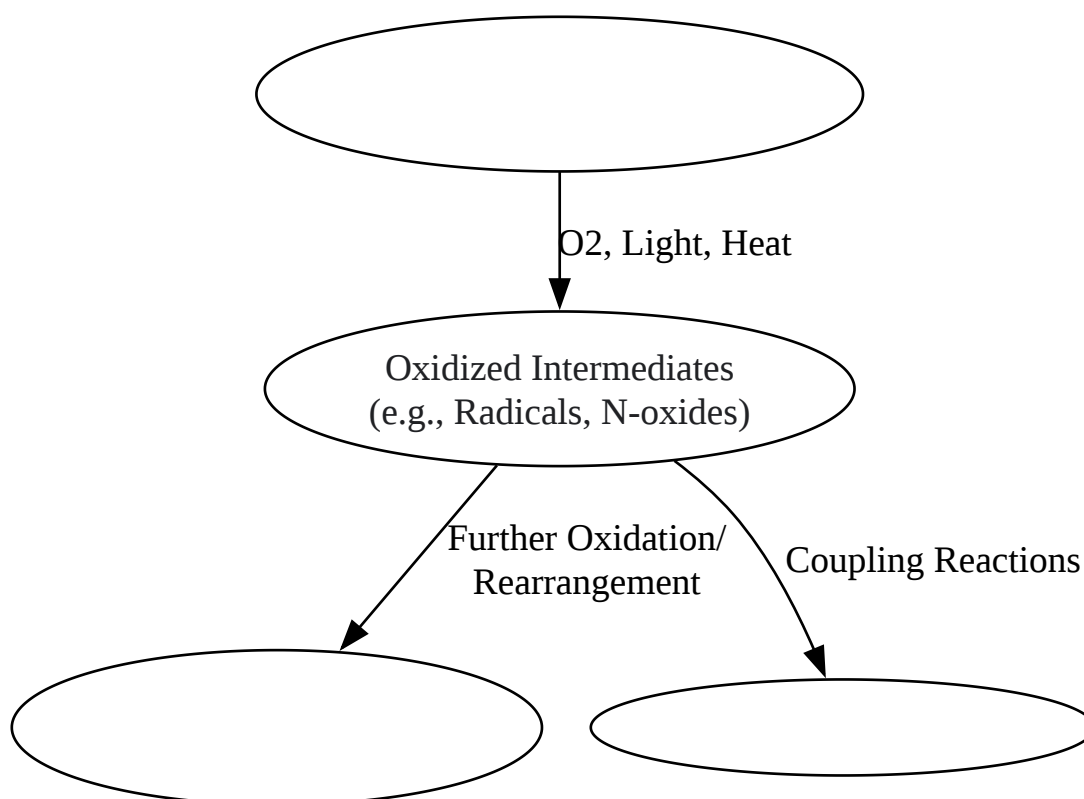 O2, Light, Heat
Oxidized Intermediates
(e.g., Radicals, N-oxides)
Further Oxidation/
Rearrangement
Coupling Reactions